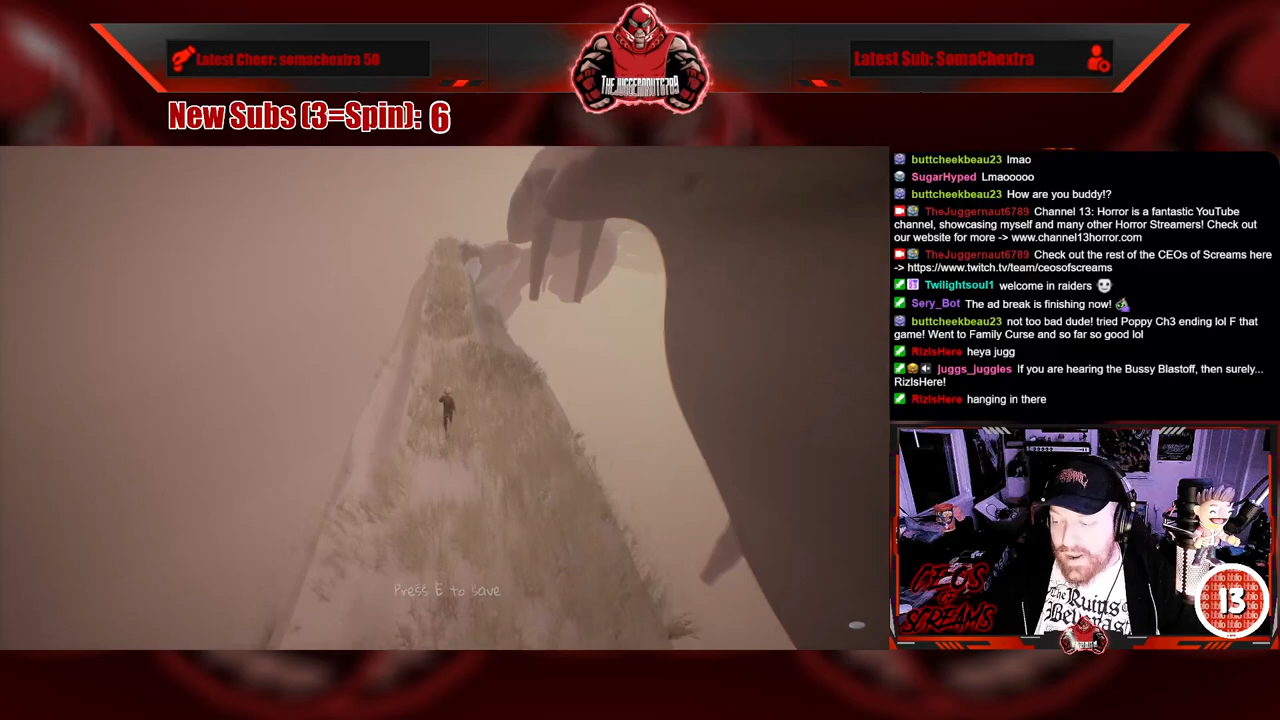 Latest Cheer: somachextra 50
THEJUGGERNAUT6789
Latest Sub: SomaChextra
New Subs (3=Spin): 6
buttcheekbeau23 lmao
SugarHyped Lmaooooo
buttcheekbeau23 How are you buddy!?
TheJuggernaut6789 Channel 13: Horror is a fantastic YouTube
channel, showcasing myself and many other Horror Streamers! Check out
our website for more -> www.channel13horror.com
TheJuggernaut6789 Check out the rest of the CEOs of Screams here
-> https://www.twitch.tv/team/ceosofscreams
Twilightsoul1 welcome in raiders
Sery_Bot The ad break is finishing now!
buttcheekbeau23 not too bad dude! tried Poppy Ch3 ending lol F that
game! Went to Family Curse and so far so good lol
RizIsHere heya jugg
juggs_juggles If you are hearing the Bussy Blastoff, then surely...
RizIsHere!
RizIsHere hanging in there
Press E to save
CEOS
OF
SCREAMS
The Ruins
13